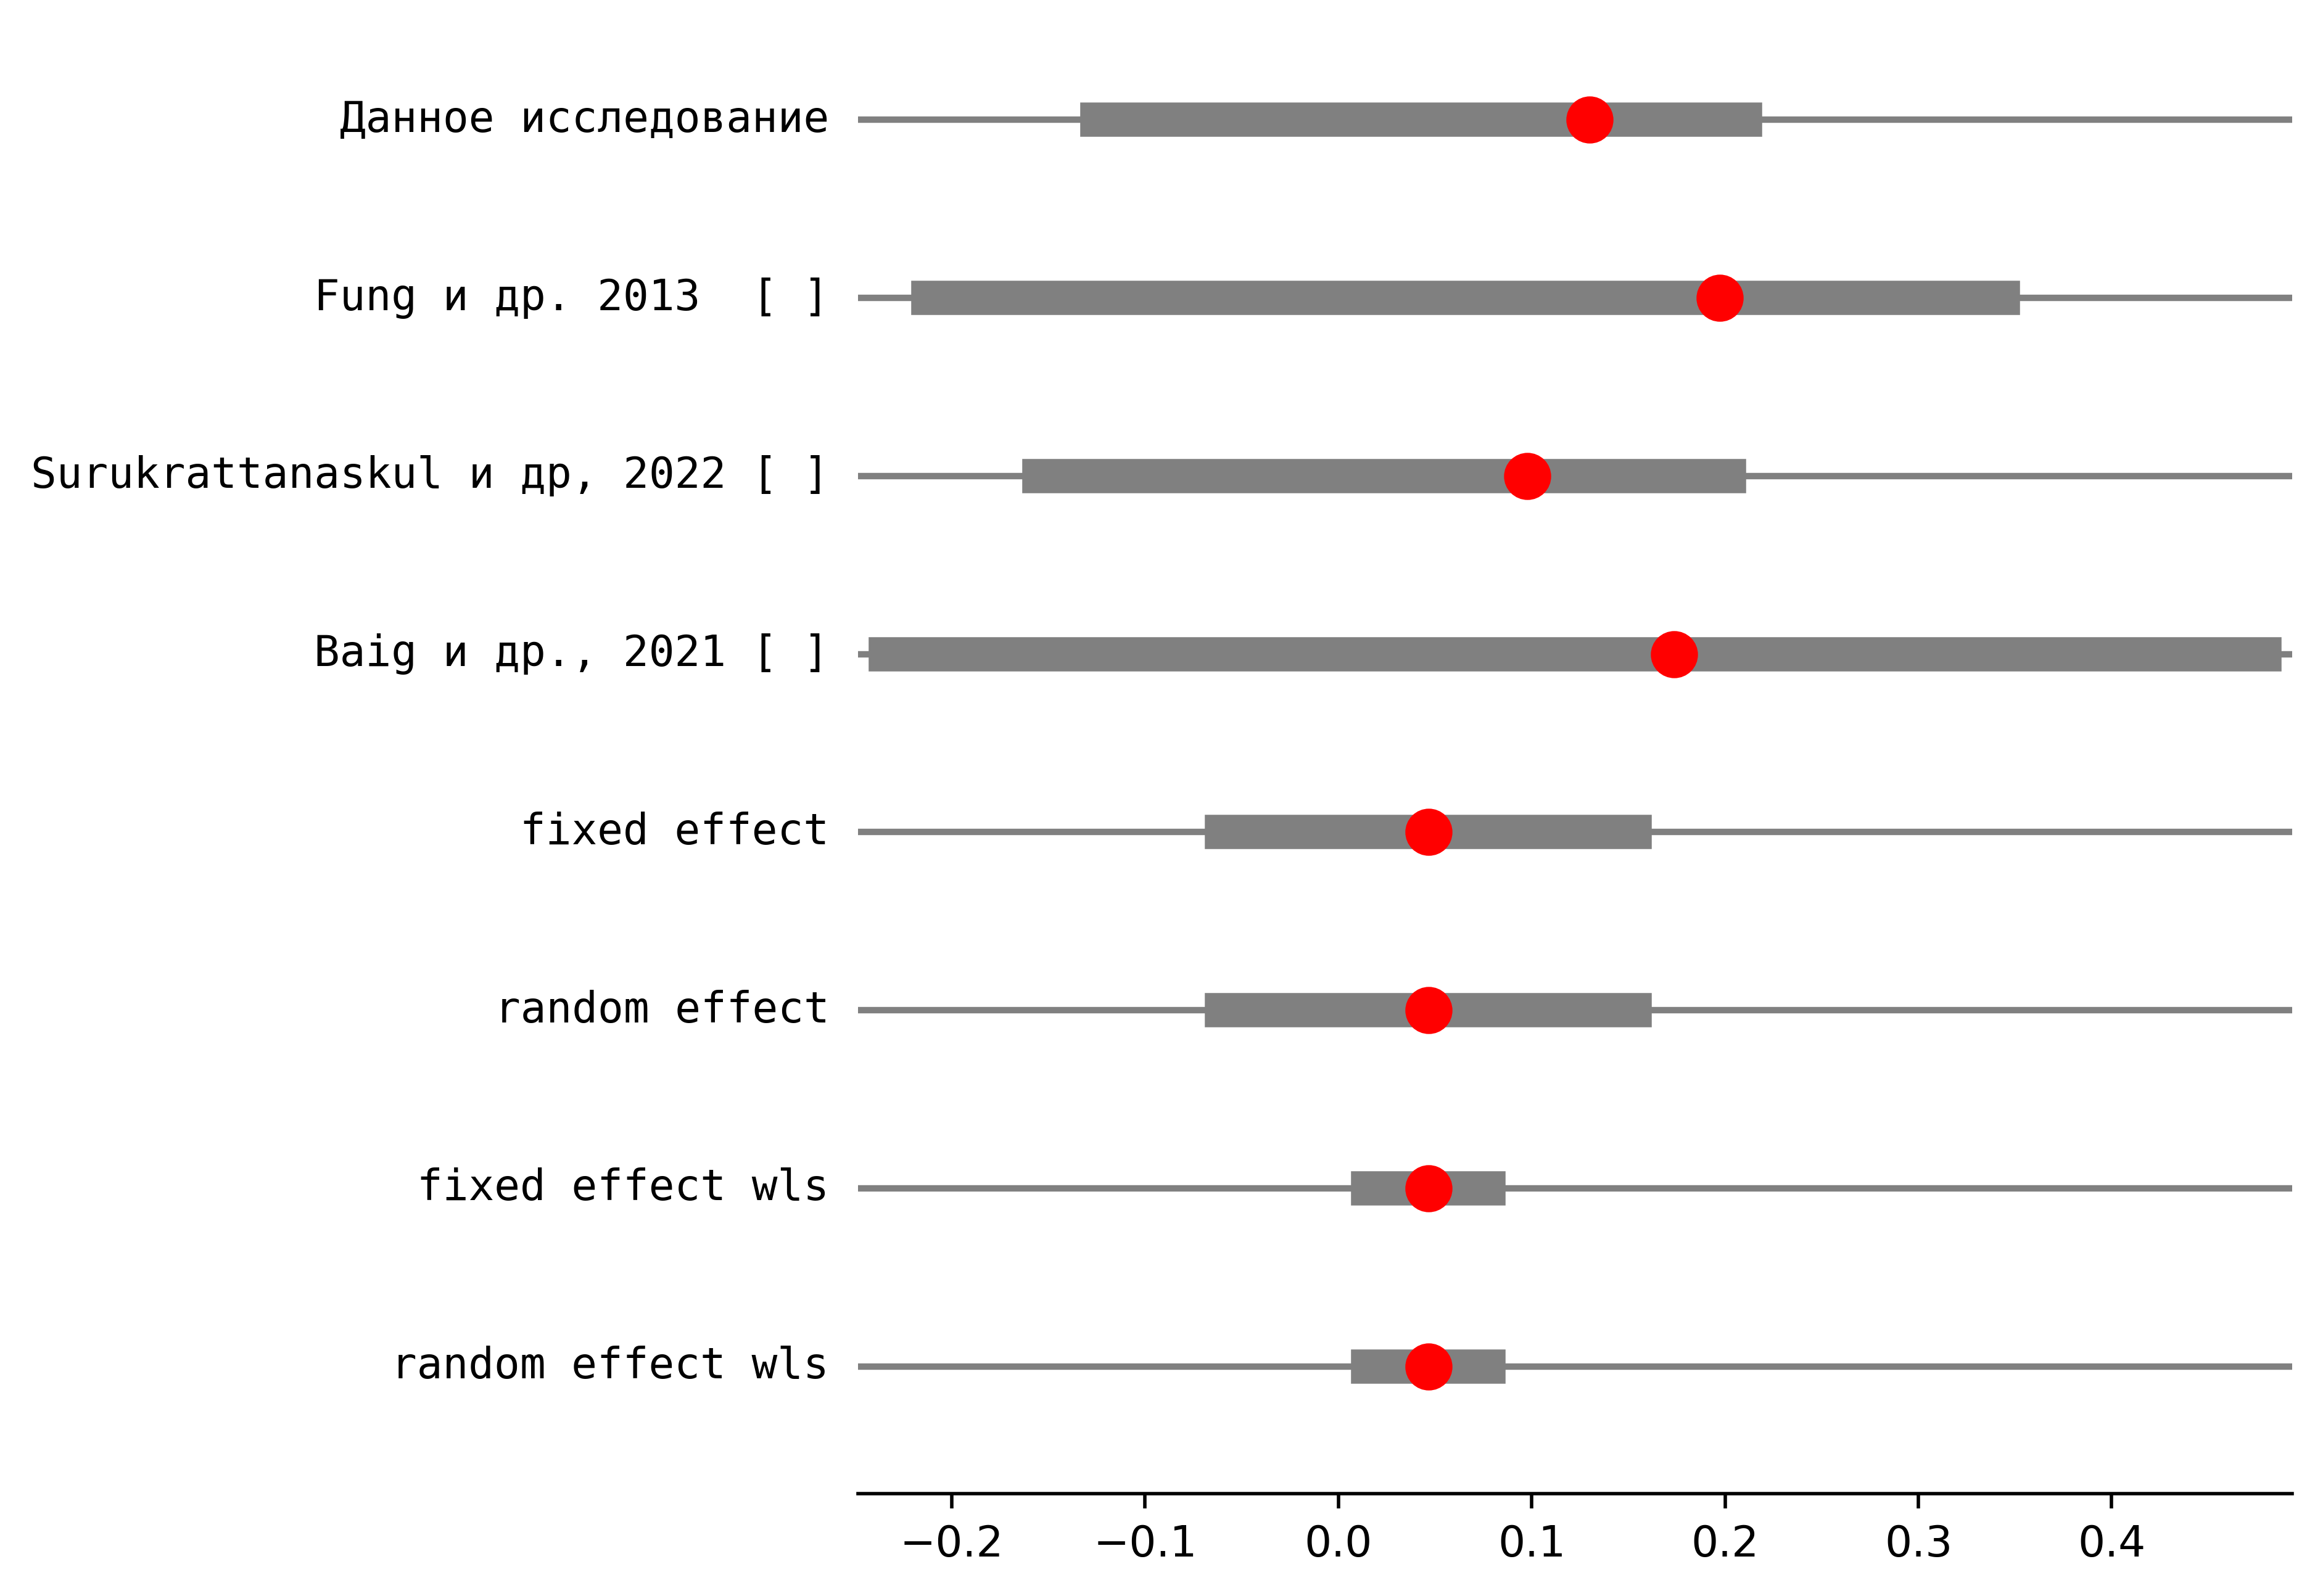 Данное исследование
Fung и др. 2013  [ ]
Surukrattanaskul и др, 2022 [ ]
Baig и др., 2021 [ ]
fixed effect
random effect
fixed effect wls
random effect wls
−0.2 −0.1 0.0 0.1 0.2 0.3 0.4